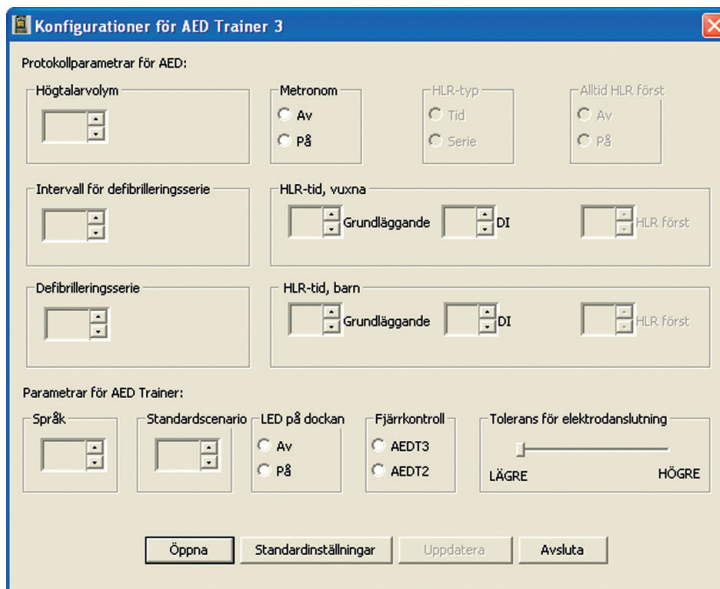 Konfigurationer för AED Trainer 3
Protokollparametrar för AED:
Högtalarvolym
Metronom
Av
På
HLR-typ
Tid
Serie
Alltid HLR först
Av
På
Intervall för defibrilleringsserie
HLR-tid, vuxna
Grundläggande DI HLR först
Defibrilleringsserie
HLR-tid, barn
Grundläggande DI HLR först
Parametrar för AED Trainer:
Språk
Standardscenario
LED på dockan
Av
På
Fjärrkontroll
AEDT3
AEDT2
Tolerans för elektrodanslutning
LÄGRE HÖGRE
Öppna Standardinställningar Uppdatera Avsluta